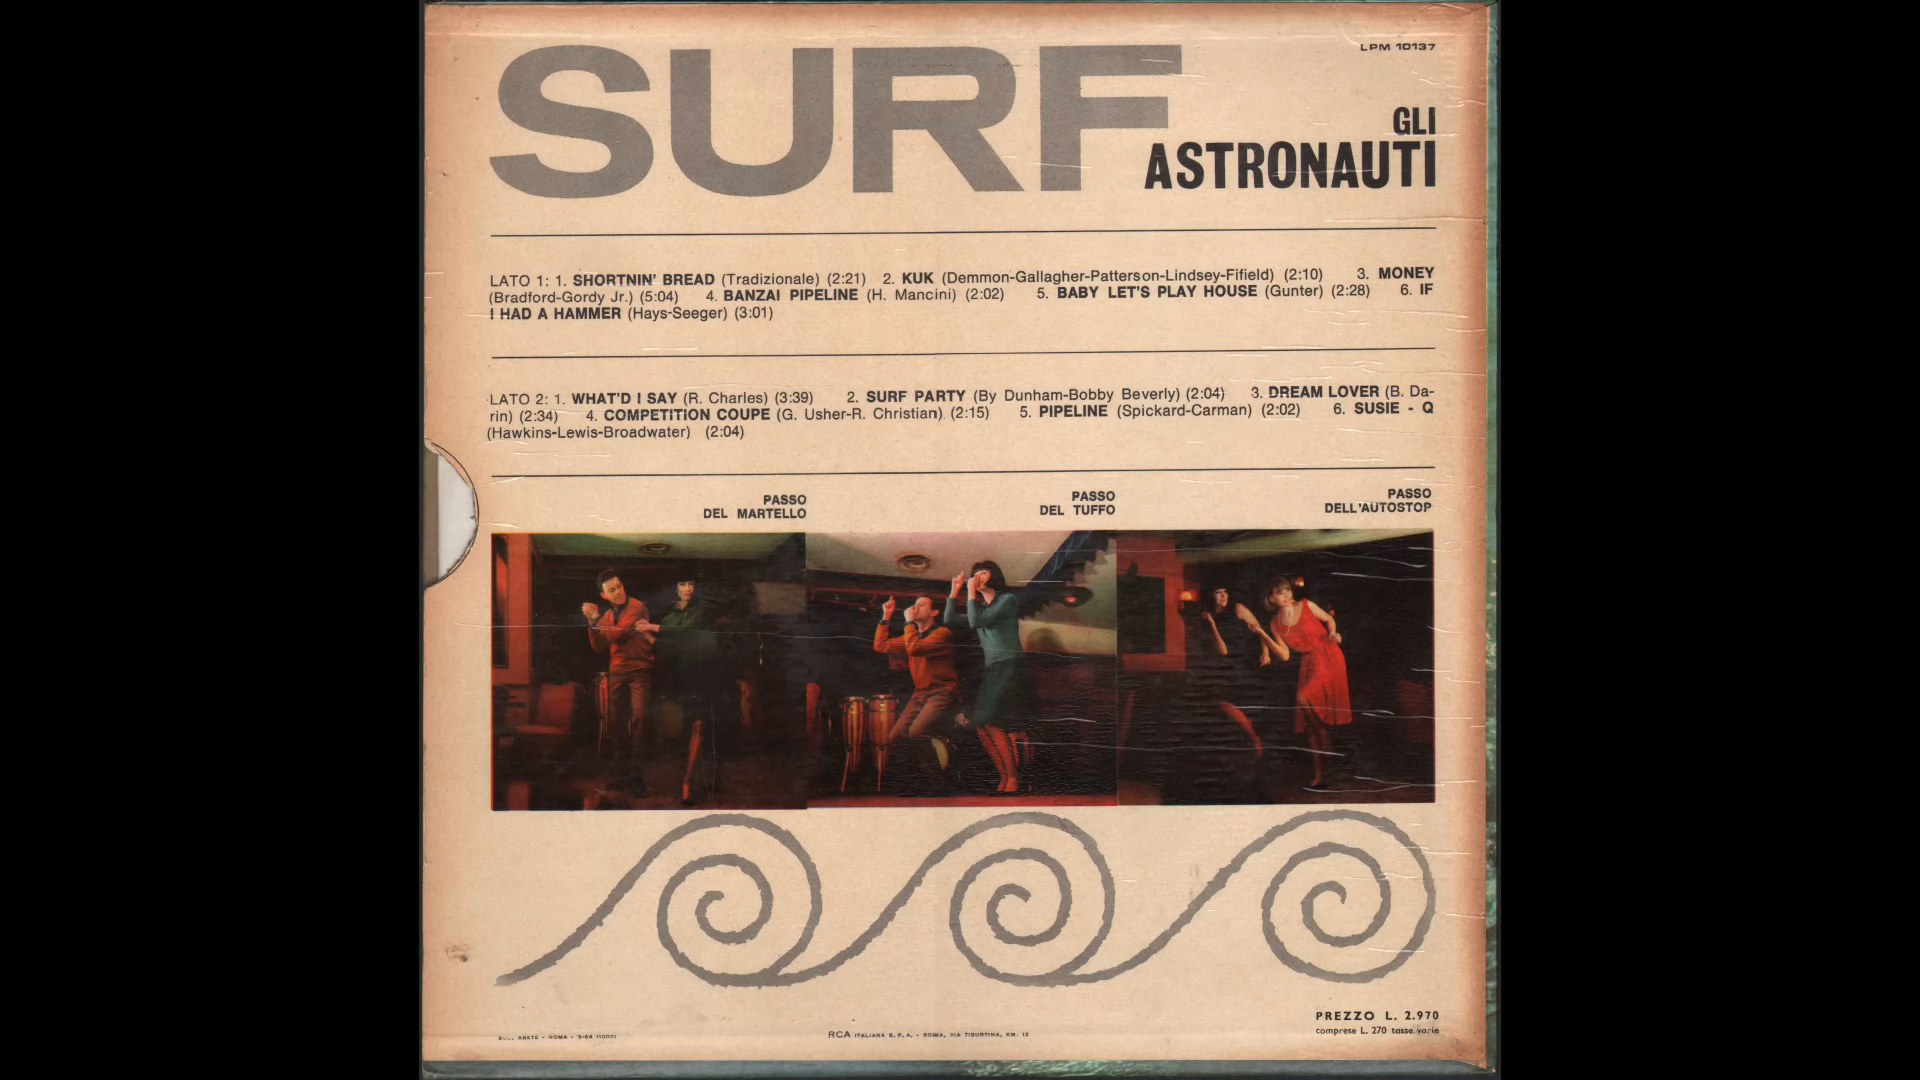 LPM 10137
SURF
GLI
ASTRONAUTI
LATO 1: 1. SHORTNIN' BREAD (Tradizionale) (2:21) 2. KUK (Demmon-Gallagher-Patterson-Lindsey-Fifield) (2:10) 3. MONEY
(Bradford-Gordy Jr.) (5:04) 4. BANZAI PIPELINE (H. Mancini) (2:02) 5. BABY LET'S PLAY HOUSE (Gunter) (2:28) 6. IF
I HAD A HAMMER (Hays-Seeger) (3:01)
LATO 2: 1. WHAT'D I SAY (R. Charles) (3:39) 2. SURF PARTY (By Dunham-Bobby Beverly) (2:04) 3. DREAM LOVER (B. Da-
rin) (2:34) 4. COMPETITION COUPE (G. Usher-R. Christian) (2:15) 5. PIPELINE (Spickard-Carman) (2:02) 6. SUSIE - Q
(Hawkins-Lewis-Broadwater) (2:04)
PASSO
DEL MARTELLO
PASSO
DEL TUFFO
PASSO
DELL'AUTOSTOP
PREZZO L. 2.970
comprese L. 270 tasse varie
ABETE - ROMA - 3-64 (1000)
RCA ITALIANA S.P.A. - ROMA, VIA TIBURTINA, KM. 12